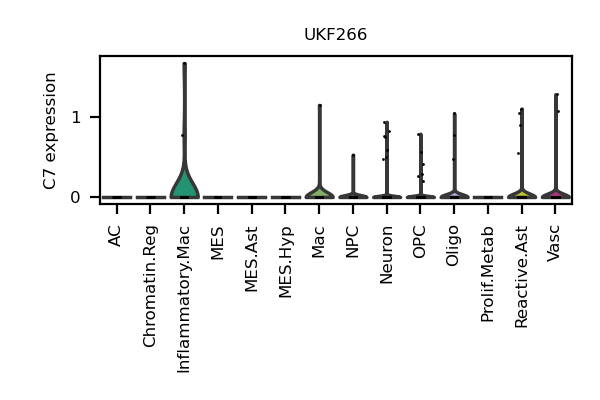 UKF266
C7 expression
1
0
AC
Chromatin.Reg
Inflammatory.Mac
MES
MES.Ast
MES.Hyp
Mac
NPC
Neuron
OPC
Oligo
Prolif.Metab
Reactive.Ast
Vasc